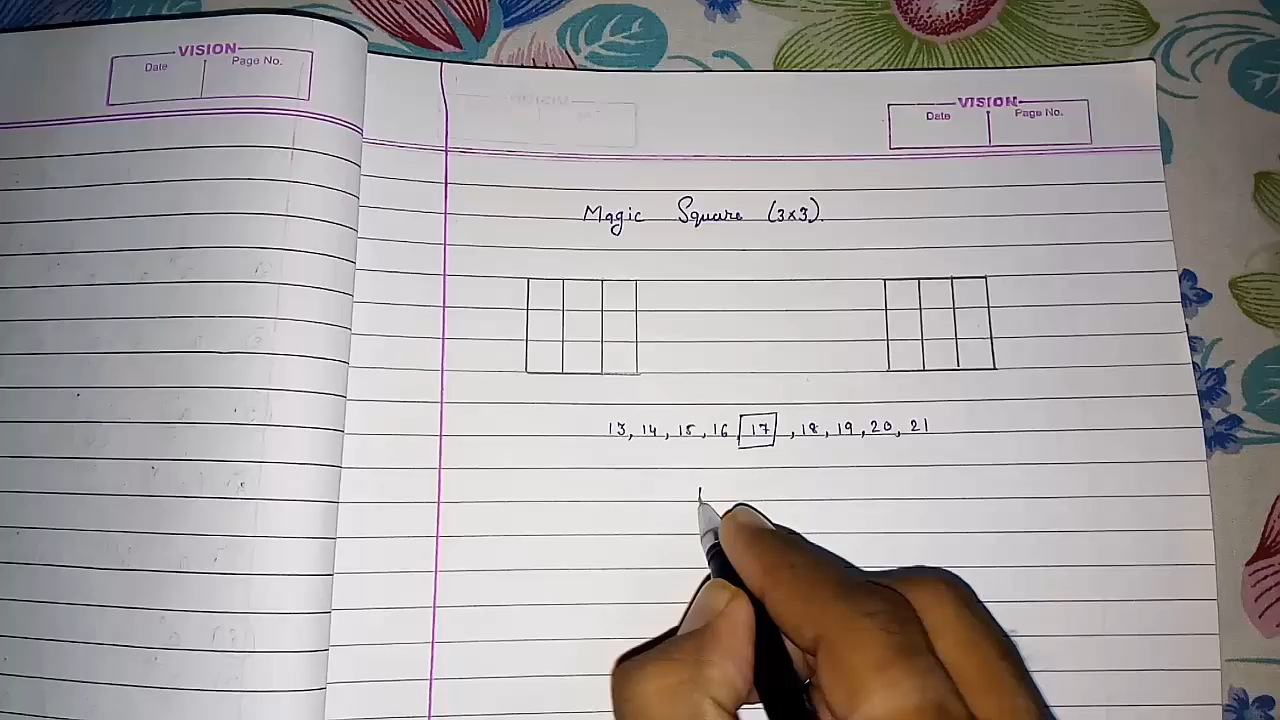 VISION
Date Page No.
VISION
Date Page No.
Magic Square (3x3).
13, 14, 15, 16, 17, 18, 19, 20, 21